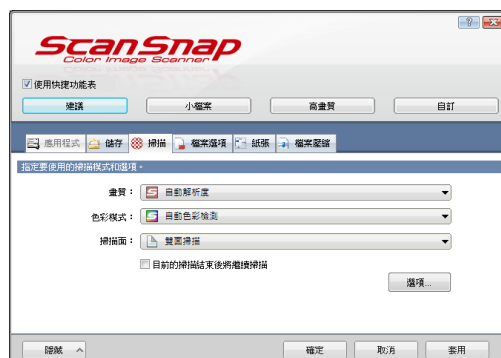 ScanSnap
Color Image Scanner
使用快捷功能表
建議 小檔案 高畫質 自訂
應用程式 儲存 掃描 檔案選項 紙張 檔案壓縮
指定要使用的掃描模式和選項。
畫質： 自動解析度
色彩模式： 自動色彩檢測
掃描面： 雙面掃描
目前的掃描結束後將繼續掃描
選項...
隱藏 確定 取消 套用